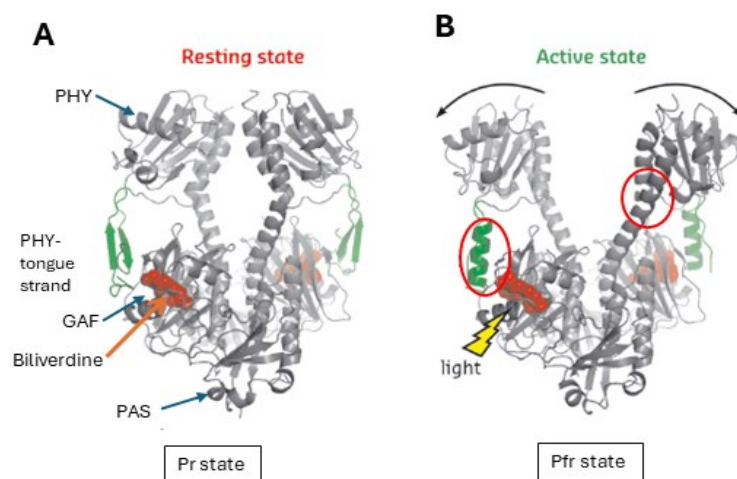 A
Resting state
PHY
PHY-
tongue
strand
GAF
Biliverdine
PAS
Pr state
B
Active state
light
Pfr state